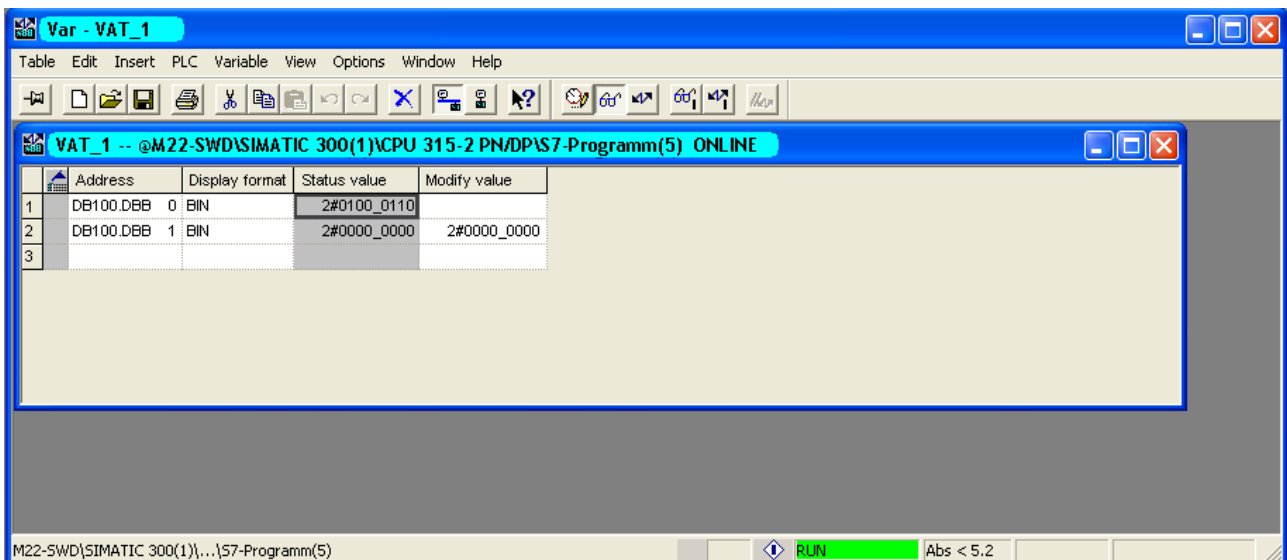 Var - VAT_1
Table Edit Insert PLC Variable View Options Window Help
VAT_1 -- @M22-SWD\SIMATIC 300(1)\CPU 315-2 PN/DP\S7-Programm(5) ONLINE
Address Display format Status value Modify value
1 DB100.DBB 0 BIN 2#0100_0110
2 DB100.DBB 1 BIN 2#0000_0000 2#0000_0000
3
M22-SWD\SIMATIC 300(1)\...\S7-Programm(5) RUN Abs < 5.2